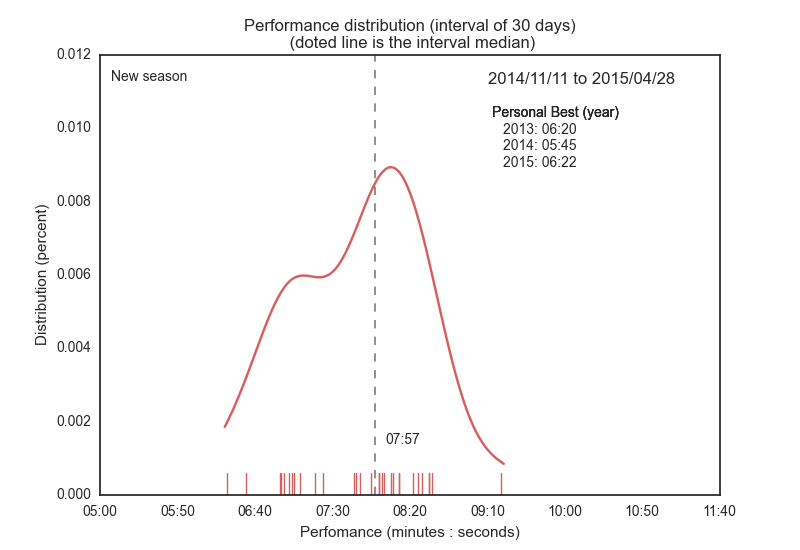 Performance distribution (interval of 30 days)
(doted line is the interval median)
0.012
New season
2014/11/11 to 2015/04/28
Personal Best (year)
2013: 06:20
2014: 05:45
2015: 06:22
0.010
0.008
0.006
0.004
0.002
0.000
Distribution (percent)
07:57
05:00 05:50 06:40 07:30 08:20 09:10 10:00 10:50 11:40
Perfomance (minutes : seconds)